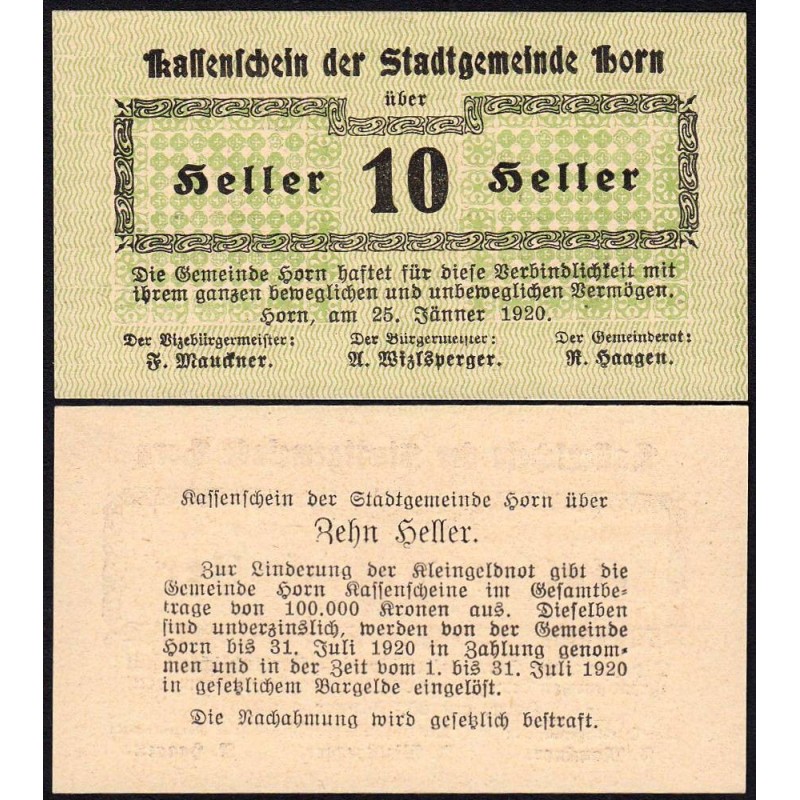 Kassenschein der Stadtgemeinde Horn
über
Heller 10 Heller
Die Gemeinde Horn haftet für diese Verbindlichkeit mit
ihrem ganzen beweglichen und unbeweglichen Vermögen.
Horn, am 25. Jänner 1920.
Der Vizebürgermeister: Der Bürgermeister: Der Gemeinderat:
F. Mauckner. A. Wizlsperger. R. Haagen.
Kassenschein der Stadtgemeinde Horn über
Zehn Heller.
Zur Linderung der Kleingeldnot gibt die
Gemeinde Horn Kassenscheine im Gesamtbe-
trage von 100.000 Kronen aus. Dieselben
sind unverzinslich, werden von der Gemeinde
Horn bis 31. Juli 1920 in Zahlung genom-
men und in der Zeit vom 1. bis 31. Juli 1920
in gesetzlichem Bargelde eingelöst.
Die Nachahmung wird gesetzlich bestraft.